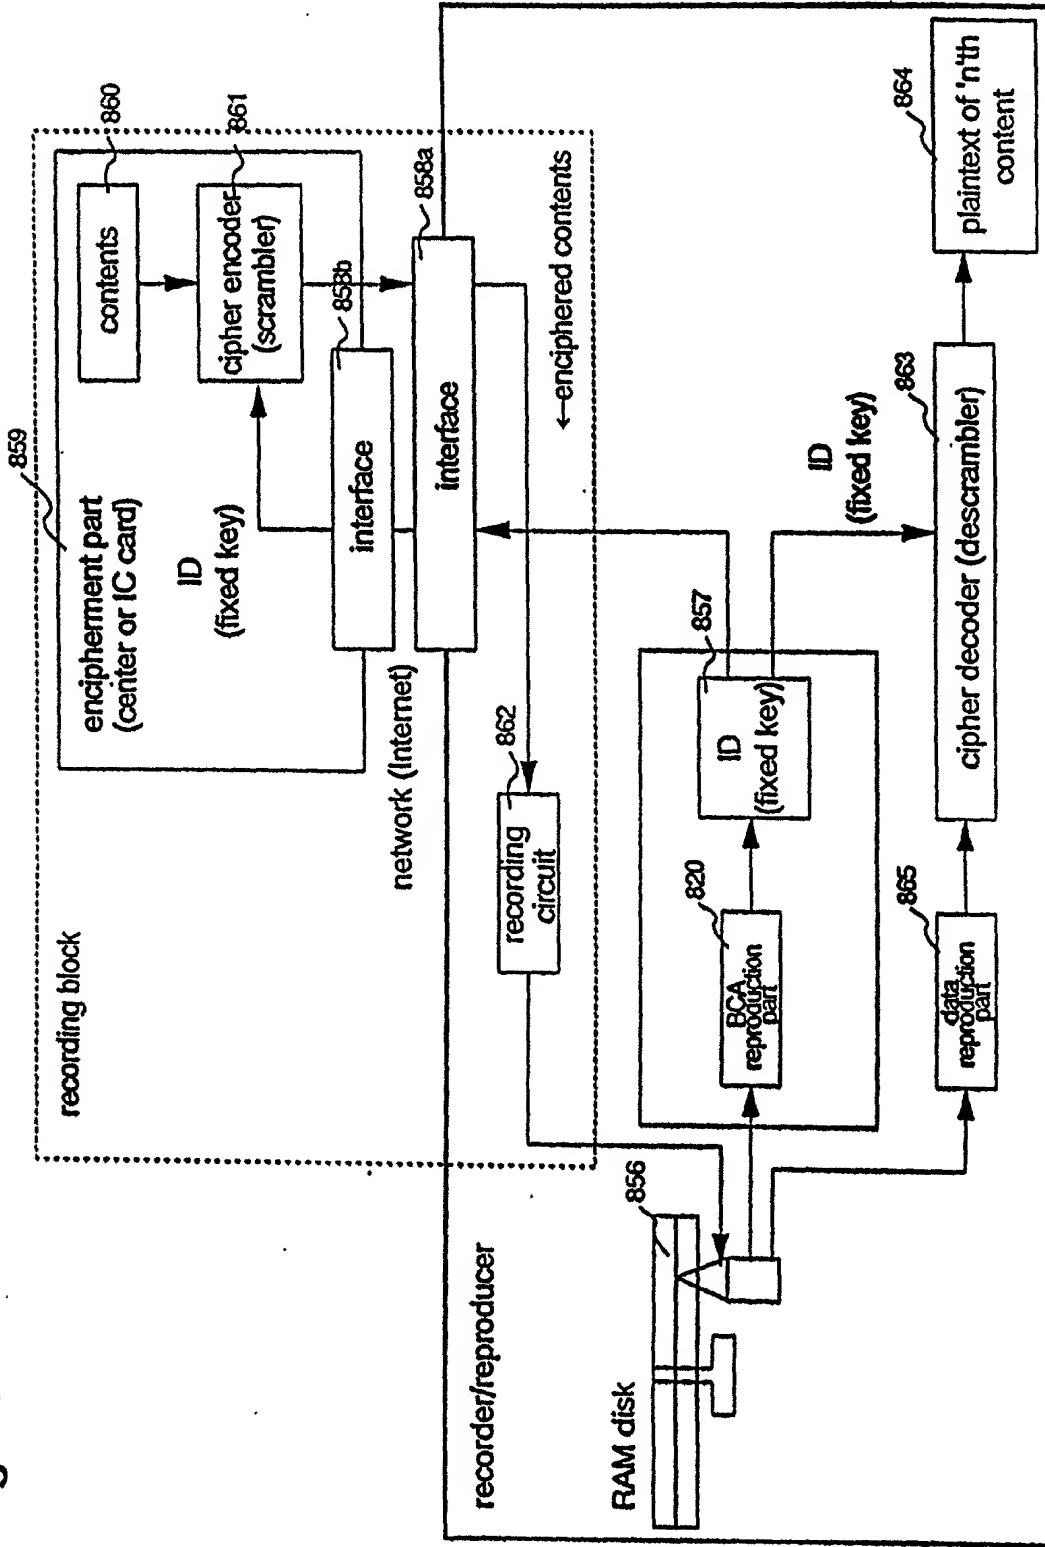 recording block
859
encipherment part
(center or IC card)
860
contents
861
cipher encoder
(scrambler)
ID
(fixed key)
858b
interface
network (Internet)
858a
interface
862
recording
circuit
←enciphered contents
recorder/reproducer
RAM disk
856
820
BCA
reproduction
part
857
ID
(fixed key)
ID
(fixed key)
865
data
reproduction
part
863
cipher decoder (descrambler)
864
plaintext of 'n'th
content